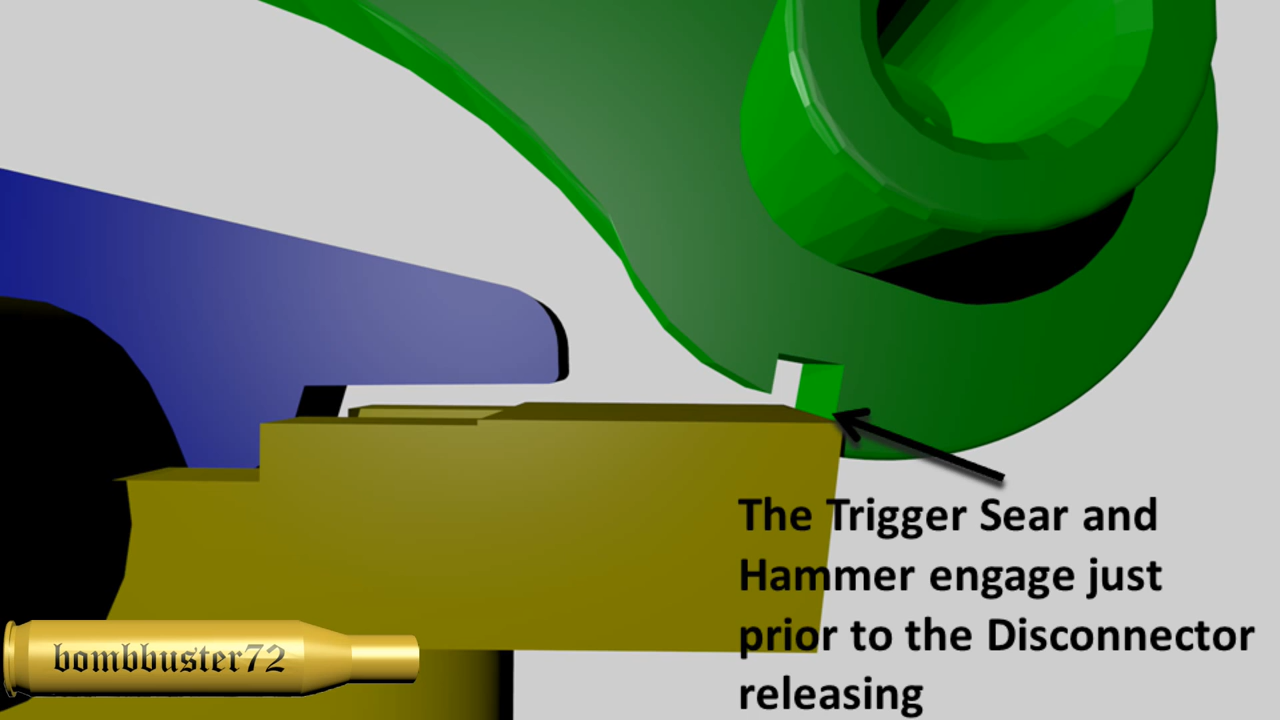 The Trigger Sear and
Hammer engage just
prior to the Disconnector
releasing
bombbuster72